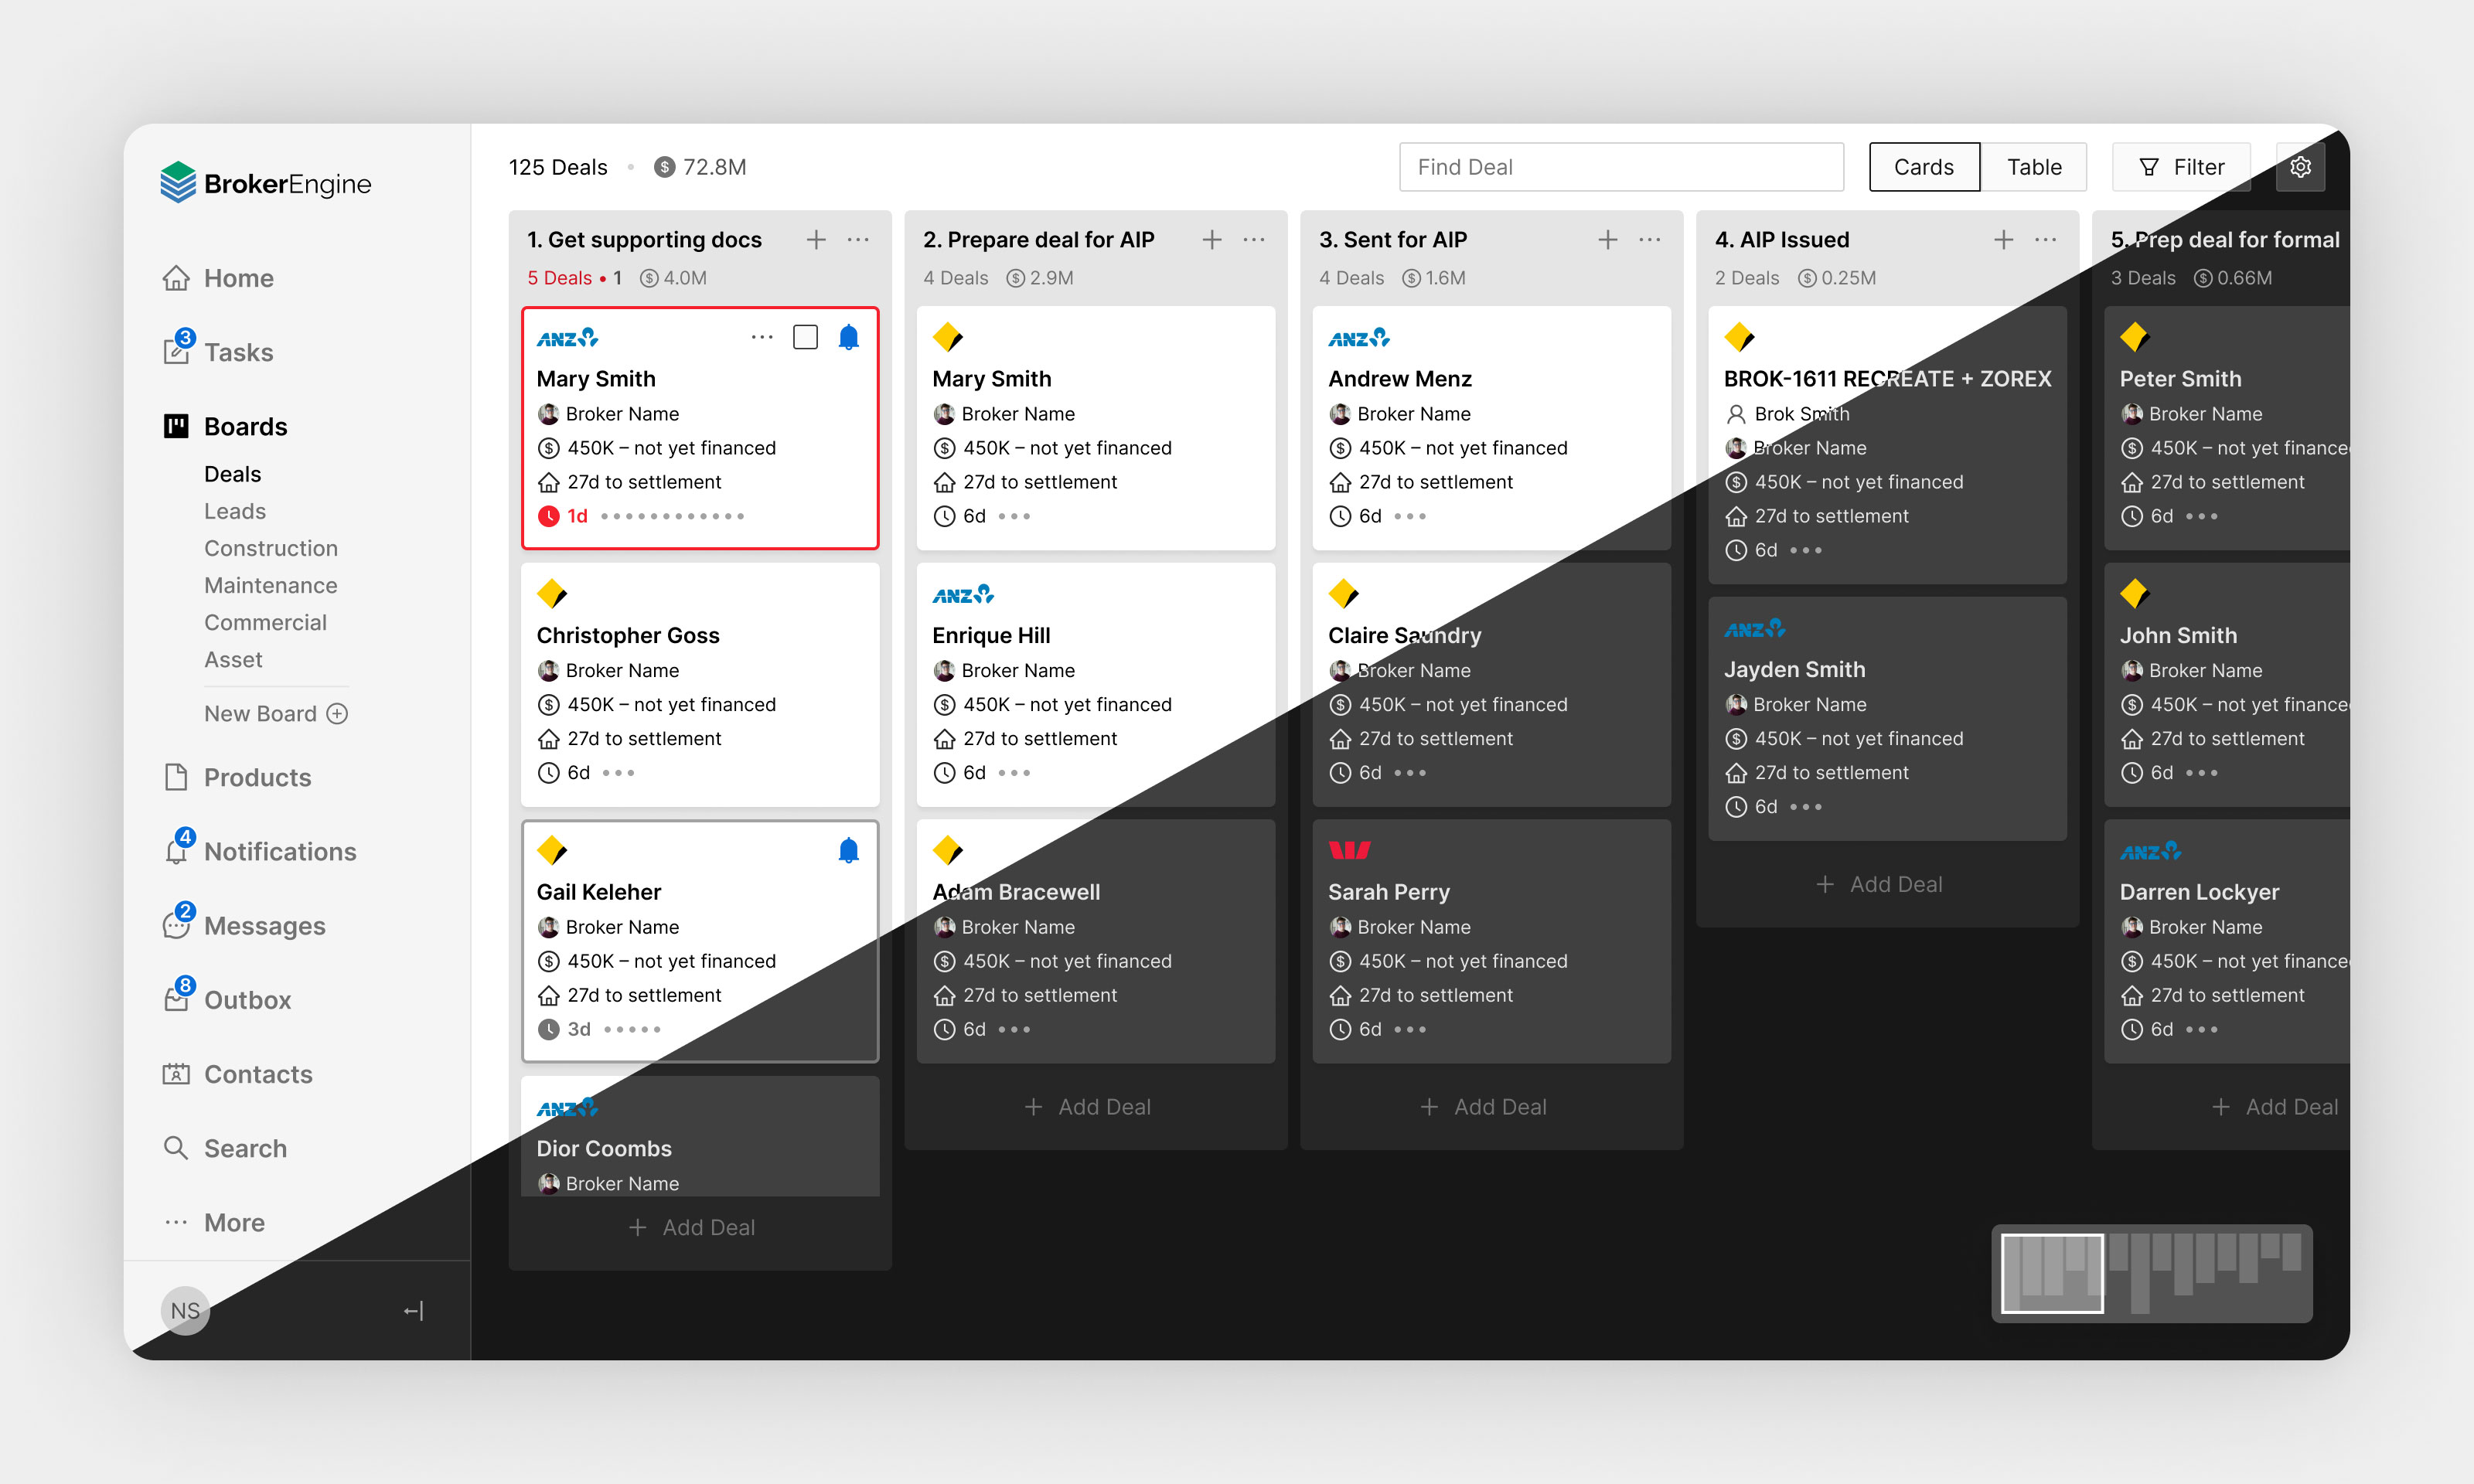 BrokerEngine
Home
3
Tasks
Boards
Deals
Leads
Construction
Maintenance
Commercial
Asset
New Board
Products
4
Notifications
2
Messages
8
Outbox
Contacts
Search
More
NS
125 Deals • $ 72.8M
Find Deal
Cards
Table
Filter
1. Get supporting docs
5 Deals • 1 $ 4.0M
ANZ
Mary Smith
Broker Name
$ 450K – not yet financed
27d to settlement
1d
Christopher Goss
Broker Name
$ 450K – not yet financed
27d to settlement
6d
Gail Keleher
Broker Name
$ 450K – not yet financed
27d to settlement
3d
ANZ
Dior Coombs
Broker Name
+ Add Deal
2. Prepare deal for AIP
4 Deals $ 2.9M
Mary Smith
Broker Name
$ 450K – not yet financed
27d to settlement
6d
ANZ
Enrique Hill
Broker Name
$ 450K – not yet financed
27d to settlement
6d
Adam Bracewell
Broker Name
$ 450K – not yet financed
27d to settlement
6d
+ Add Deal
3. Sent for AIP
4 Deals $ 1.6M
ANZ
Andrew Menz
Broker Name
$ 450K – not yet financed
27d to settlement
6d
Claire Saundry
Broker Name
$ 450K – not yet financed
27d to settlement
6d
Sarah Perry
Broker Name
$ 450K – not yet financed
27d to settlement
6d
+ Add Deal
4. AIP Issued
2 Deals $ 0.25M
BROK-1611 RECREATE + ZOREX
Brok Smith
Broker Name
$ 450K – not yet financed
27d to settlement
6d
ANZ
Jayden Smith
Broker Name
$ 450K – not yet financed
27d to settlement
6d
+ Add Deal
5. Prep deal for formal
3 Deals $ 0.66M
Peter Smith
Broker Name
$ 450K – not yet finance
27d to settlement
6d
John Smith
Broker Name
$ 450K – not yet finance
27d to settlement
6d
ANZ
Darren Lockyer
Broker Name
$ 450K – not yet finance
27d to settlement
6d
+ Add Deal